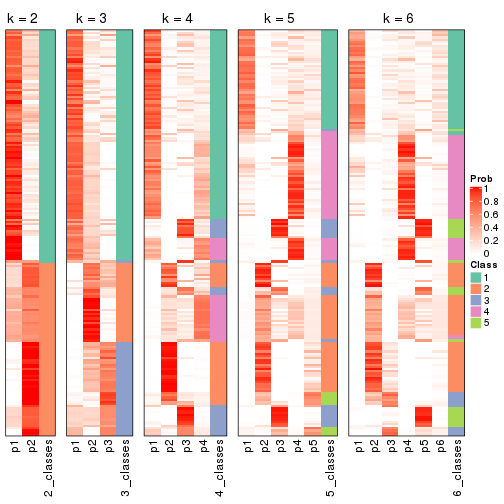 k = 2
k = 3
k = 4
k = 5
k = 6
Prob
1
0.8
0.6
0.4
0.2
0
Class
1
2
3
4
5
p1
p2
2_classes
p1
p2
p3
3_classes
p1
p2
p3
p4
4_classes
p1
p2
p3
p4
p5
5_classes
p1
p2
p3
p4
p5
p6
6_classes